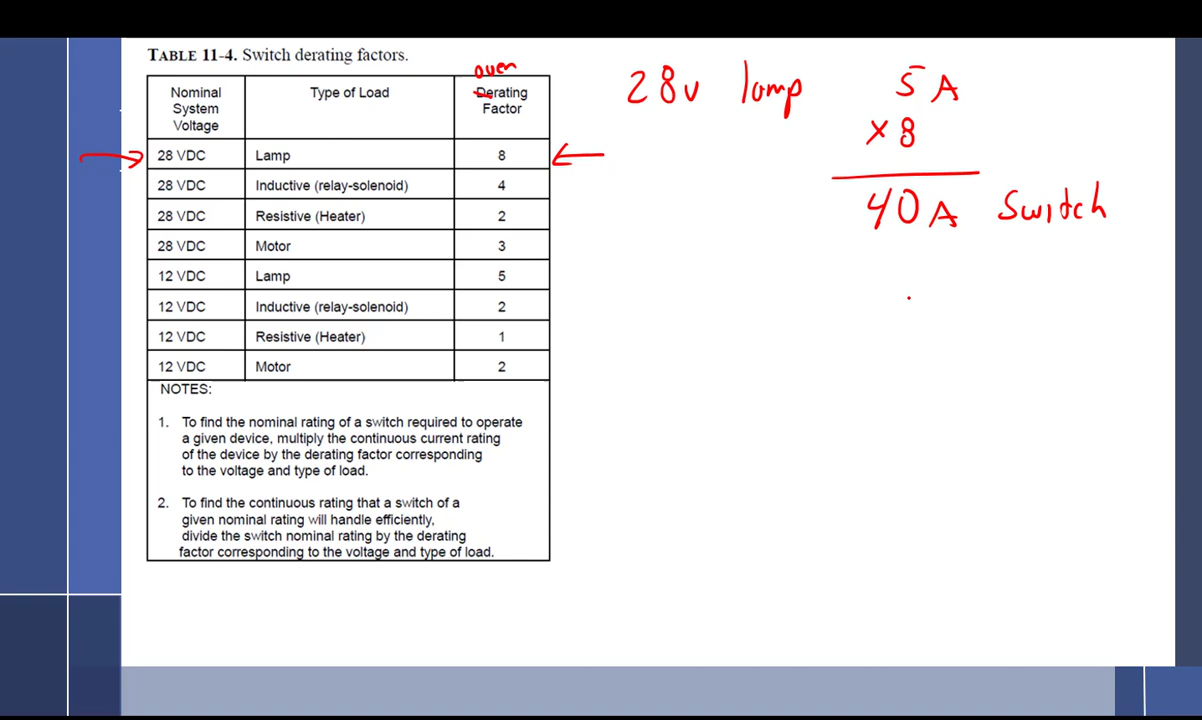 TABLE 11-4. Switch derating factors.
over
Nominal System Voltage Type of Load Derating Factor
28 VDC Lamp 8
28 VDC Inductive (relay-solenoid) 4
28 VDC Resistive (Heater) 2
28 VDC Motor 3
12 VDC Lamp 5
12 VDC Inductive (relay-solenoid) 2
12 VDC Resistive (Heater) 1
12 VDC Motor 2
NOTES:
1. To find the nominal rating of a switch required to operate
a given device, multiply the continuous current rating
of the device by the derating factor corresponding
to the voltage and type of load.
2. To find the continuous rating that a switch of a
given nominal rating will handle efficiently,
divide the switch nominal rating by the derating
factor corresponding to the voltage and type of load.
28v lamp 5 A
×8
40 A Switch